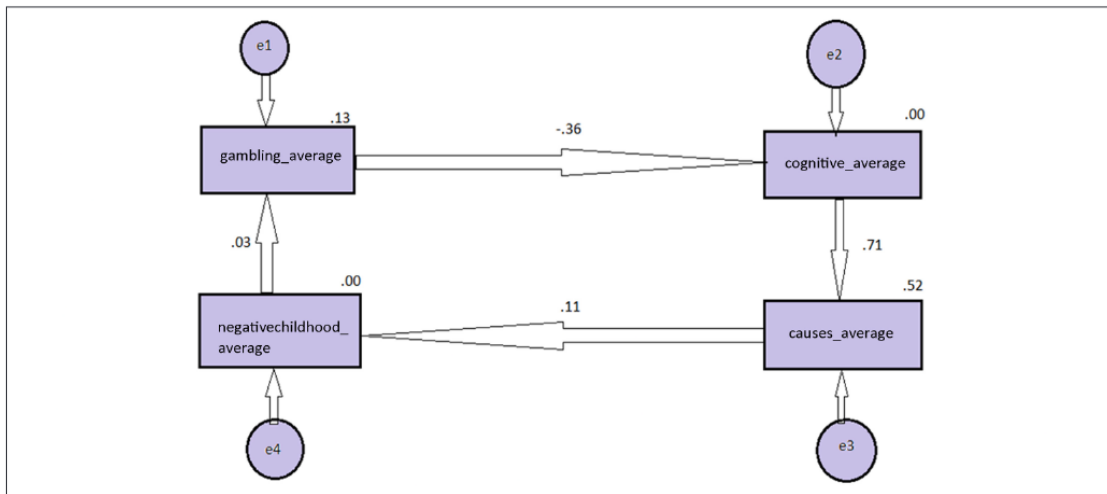 e1
e2
.13
-.36
.00
gambling_average
cognitive_average
.03
.71
.00
.11
.52
negativechildhood_
average
causes_average
e4
e3